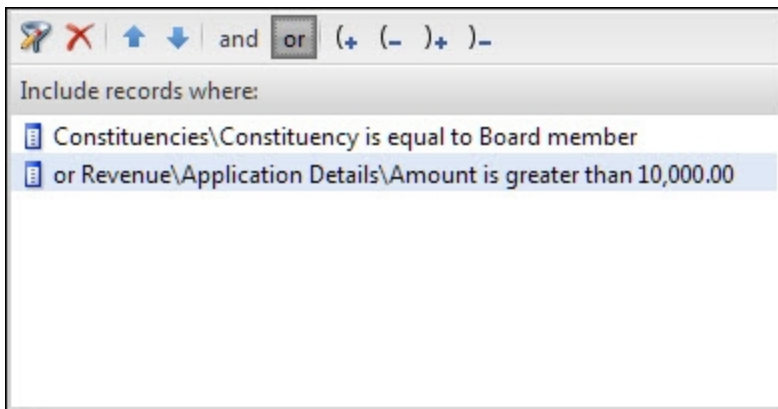 and or (+ (- )+ )-
Include records where:
Constituencies\Constituency is equal to Board member
or Revenue\Application Details\Amount is greater than 10,000.00